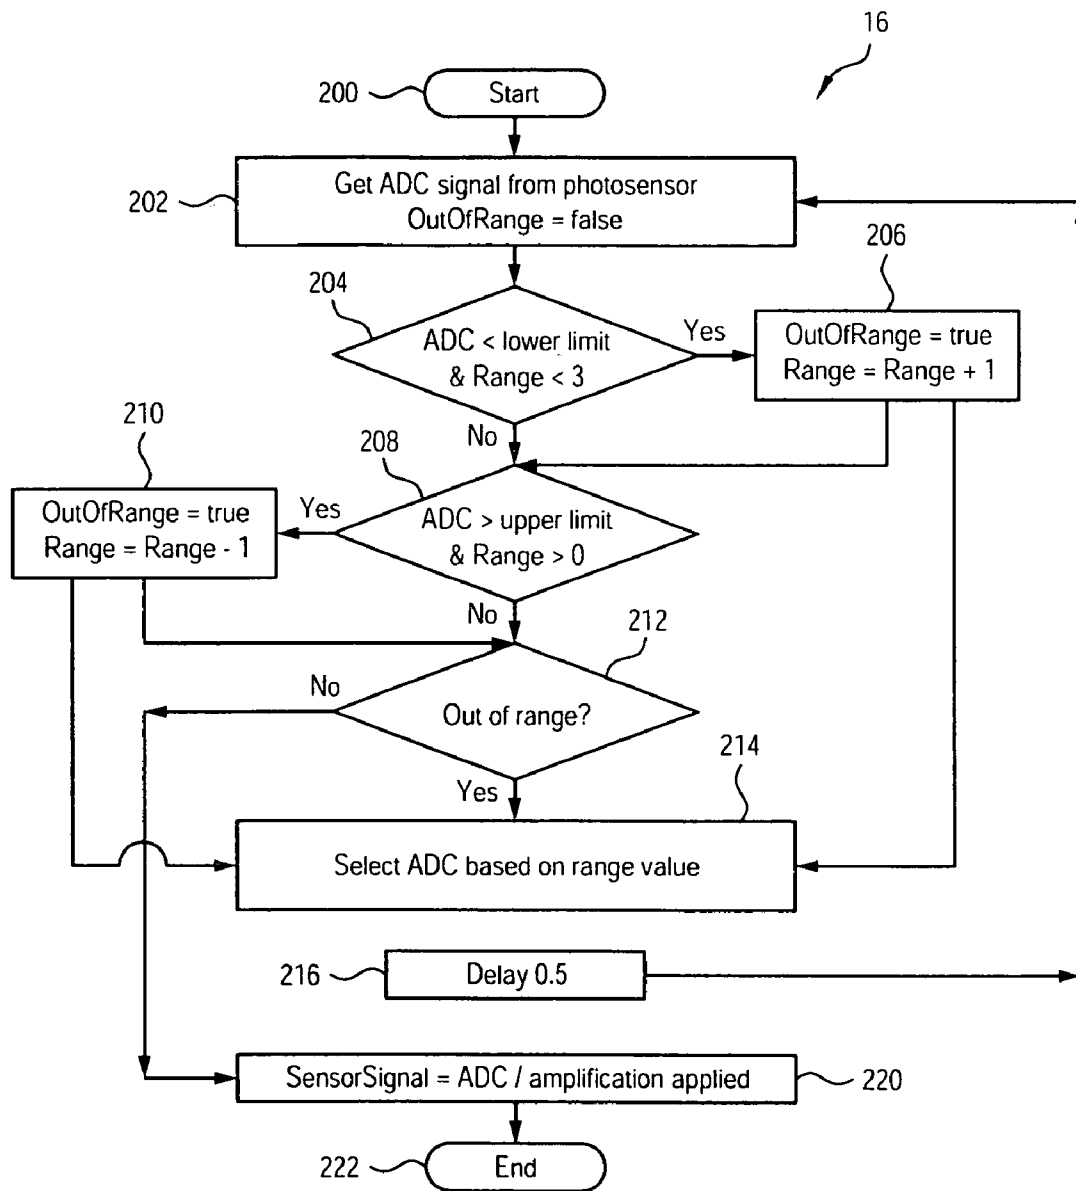 16
200
Start
202
Get ADC signal from photosensor
OutOfRange = false
204
ADC < lower limit
& Range < 3
Yes
206
OutOfRange = true
Range = Range + 1
No
208
210
OutOfRange = true
Range = Range - 1
Yes
ADC > upper limit
& Range > 0
No
212
No
Out of range?
Yes
214
Select ADC based on range value
216
Delay 0.5
SensorSignal = ADC / amplification applied
220
222
End